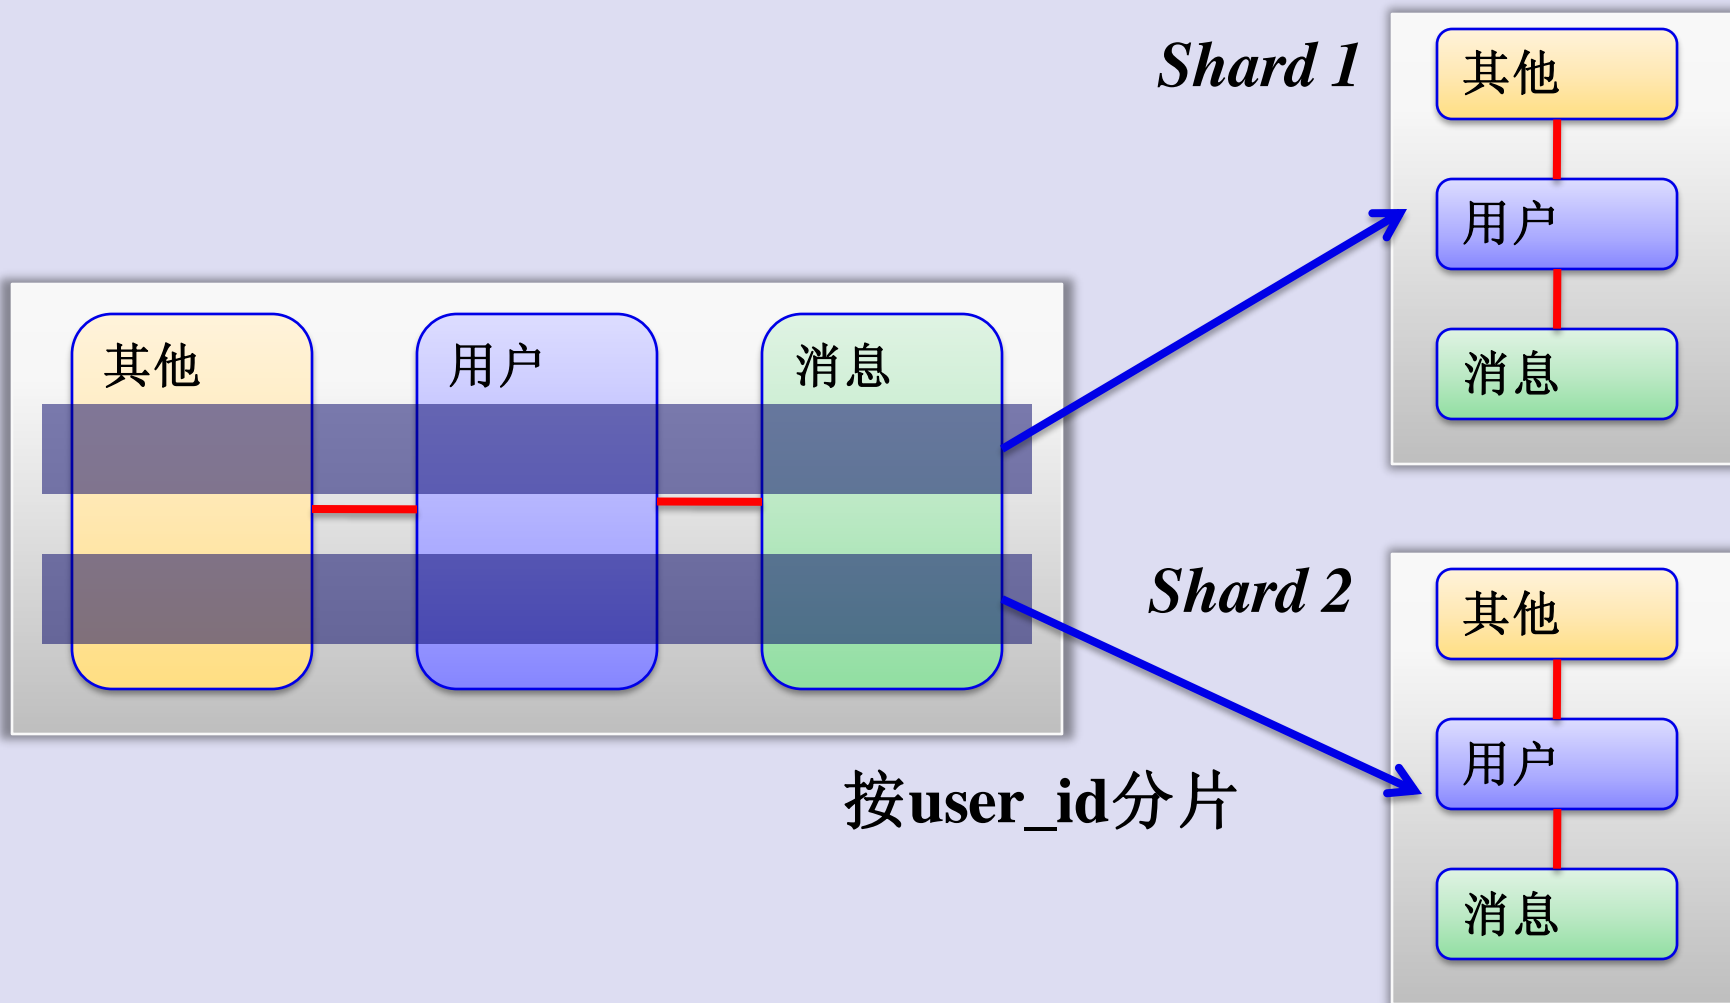 Shard 1
其他
用户
消息
其他
用户
消息
Shard 2
其他
用户
消息
按user_id分片